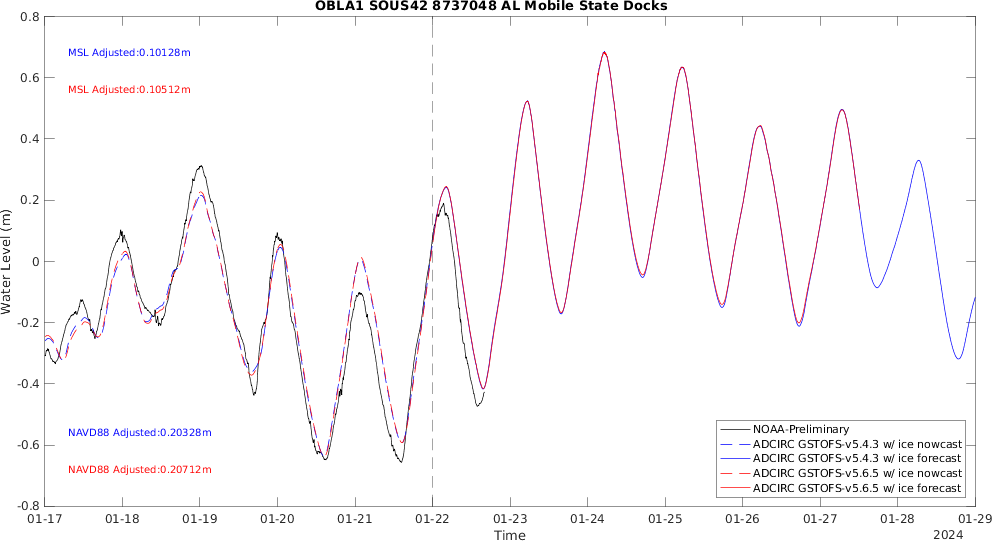 OBLA1 SOUS42 8737048 AL Mobile State Docks
MSL Adjusted:0.10128m
MSL Adjusted:0.10512m
NAVD88 Adjusted:0.20328m
NAVD88 Adjusted:0.20712m
Water Level (m)
0.8
0.6
0.4
0.2
0
-0.2
-0.4
-0.6
-0.8
NOAA-Preliminary
ADCIRC GSTOFS-v5.4.3 w/ ice nowcast
ADCIRC GSTOFS-v5.4.3 w/ ice forecast
ADCIRC GSTOFS-v5.6.5 w/ ice nowcast
ADCIRC GSTOFS-v5.6.5 w/ ice forecast
01-17 01-18 01-19 01-20 01-21 01-22 01-23 01-24 01-25 01-26 01-27 01-28 01-29
Time
2024